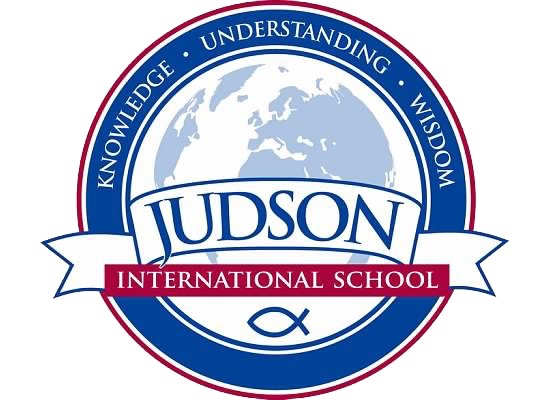 KNOWLEDGE · UNDERSTANDING · WISDOM
JUDSON
INTERNATIONAL SCHOOL